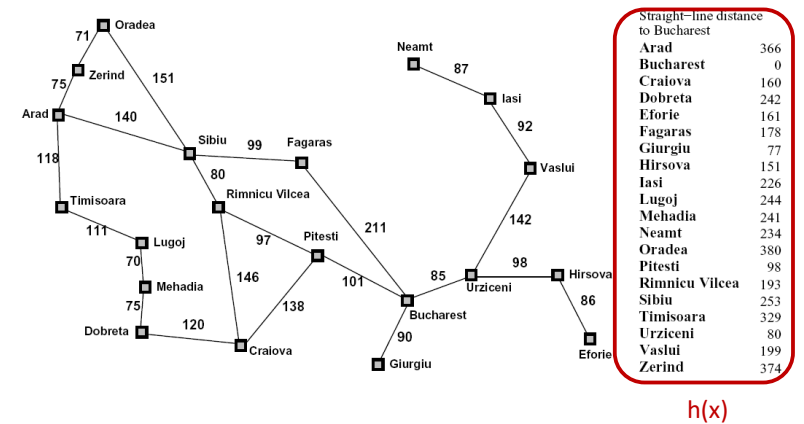 Oradea
71
Zerind
75
151
Arad
140
118
Sibiu
99
Fagaras
80
Rimnicu Vilcea
Timisoara
111
Lugoj
70
Mehadia
75
Dobreta
120
Craiova
146
97
Pitesti
138
101
211
Bucharest
90
Giurgiu
85
Urziceni
98
Hirsova
86
Eforie
142
Vaslui
92
Iasi
87
Neamt
Straight-line distance
to Bucharest
Arad 366
Bucharest 0
Craiova 160
Dobreta 242
Eforie 161
Fagaras 178
Giurgiu 77
Hirsova 151
Iasi 226
Lugoj 244
Mehadia 241
Neamt 234
Oradea 380
Pitesti 98
Rimnicu Vilcea 193
Sibiu 253
Timisoara 329
Urziceni 80
Vaslui 199
Zerind 374
h(x)